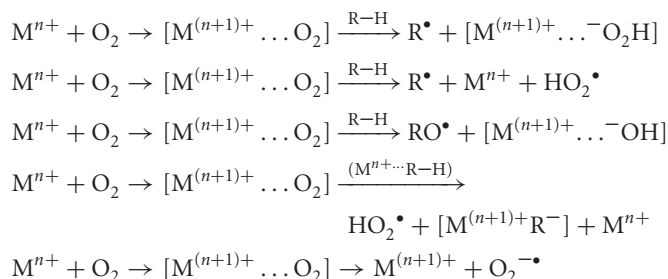 Mⁿ⁺ + O₂ → [M⁽ⁿ⁺¹⁾⁺ … O₂] —R−H→ R• + [M⁽ⁿ⁺¹⁾⁺ … ⁻O₂H]
Mⁿ⁺ + O₂ → [M⁽ⁿ⁺¹⁾⁺ … O₂] —R−H→ R• + Mⁿ⁺ + HO₂•
Mⁿ⁺ + O₂ → [M⁽ⁿ⁺¹⁾⁺ … O₂] —R−H→ RO• + [M⁽ⁿ⁺¹⁾⁺ … ⁻OH]
Mⁿ⁺ + O₂ → [M⁽ⁿ⁺¹⁾⁺ … O₂] —(Mⁿ⁺···R−H)→
HO₂• + [M⁽ⁿ⁺¹⁾⁺R⁻] + Mⁿ⁺
Mⁿ⁺ + O₂ → [M⁽ⁿ⁺¹⁾⁺ … O₂] → M⁽ⁿ⁺¹⁾⁺ + O₂⁻•